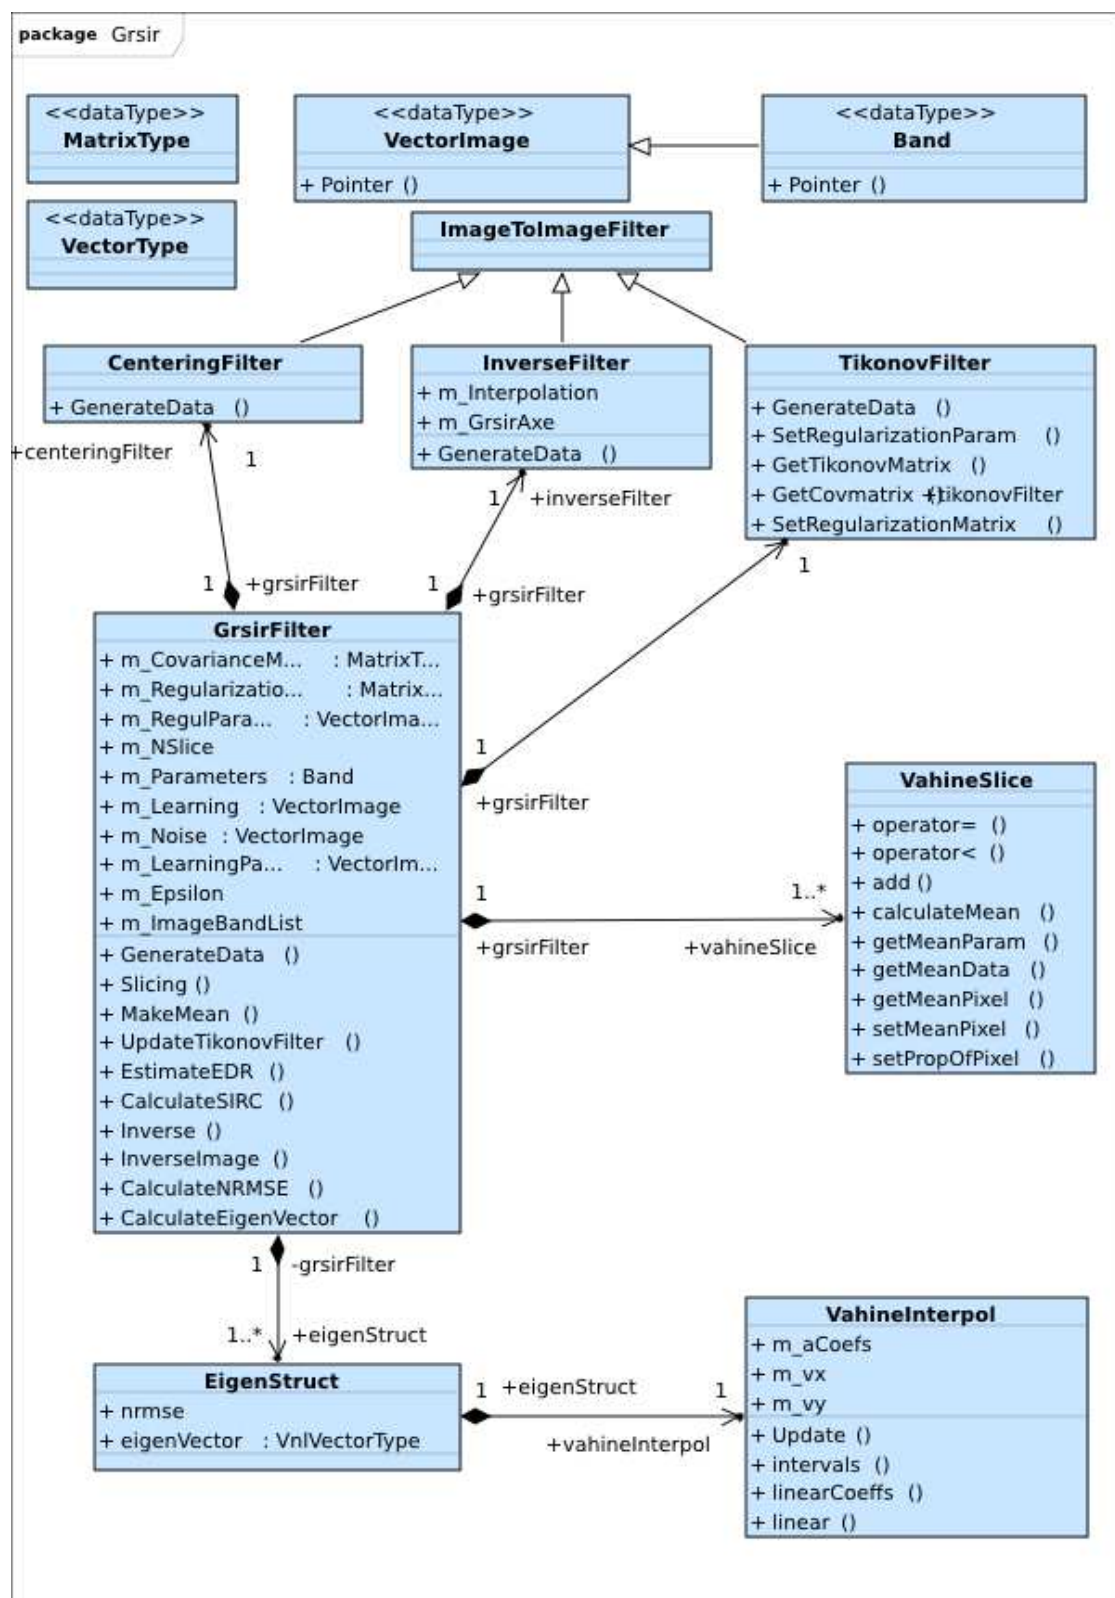 package Grsir
<<dataType>>
MatrixType
<<dataType>>
VectorImage
+ Pointer ()
<<dataType>>
Band
+ Pointer ()
<<dataType>>
VectorType
ImageToImageFilter
CenteringFilter
+ GenerateData ()
InverseFilter
+ m_Interpolation
+ m_GrsirAxe
+ GenerateData ()
TikonovFilter
+ GenerateData ()
+ SetRegularizationParam ()
+ GetTikonovMatrix ()
+ GetCovmatrix ()
+tikonovFilter
+ SetRegularizationMatrix ()
+centeringFilter
1
1 +inverseFilter
1
1 +grsirFilter
1 +grsirFilter
GrsirFilter
+ m_CovarianceM... : MatrixT...
+ m_Regularizatio... : Matrix...
+ m_RegulPara... : VectorIma...
+ m_NSlice
+ m_Parameters : Band
+ m_Learning : VectorImage
+ m_Noise : VectorImage
+ m_LearningPa... : VectorIm...
+ m_Epsilon
+ m_ImageBandList
+ GenerateData ()
+ Slicing ()
+ MakeMean ()
+ UpdateTikonovFilter ()
+ EstimateEDR ()
+ CalculateSIRC ()
+ Inverse ()
+ InverseImage ()
+ CalculateNRMSE ()
+ CalculateEigenVector ()
1
+grsirFilter
1
+grsirFilter
1..*
+vahineSlice
VahineSlice
+ operator= ()
+ operator< ()
+ add ()
+ calculateMean ()
+ getMeanParam ()
+ getMeanData ()
+ getMeanPixel ()
+ setMeanPixel ()
+ setPropOfPixel ()
1 -grsirFilter
1..* +eigenStruct
EigenStruct
+ nrmse
+ eigenVector : VnlVectorType
1 +eigenStruct
1
+vahineInterpol
VahineInterpol
+ m_aCoefs
+ m_vx
+ m_vy
+ Update ()
+ intervals ()
+ linearCoeffs ()
+ linear ()